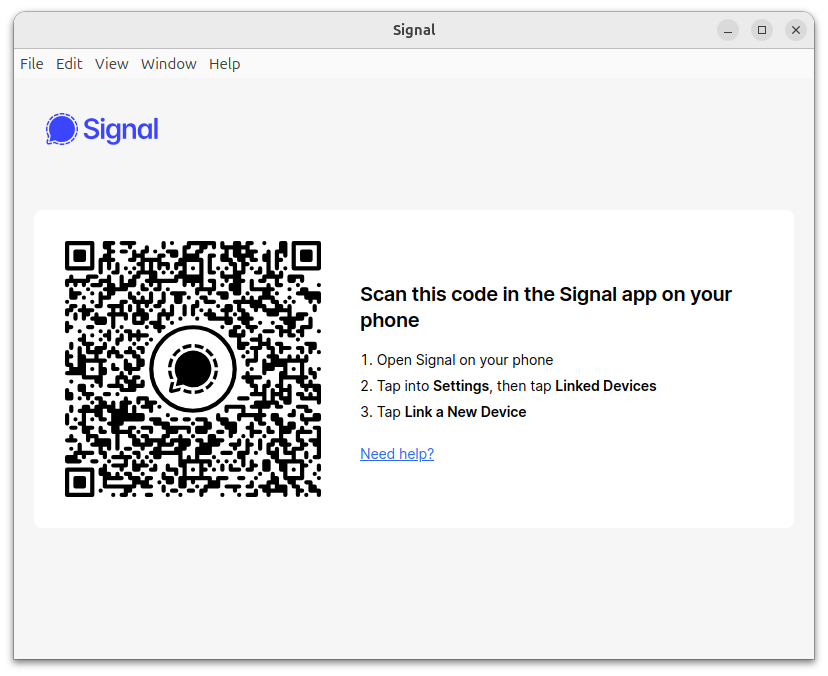 Signal
File Edit View Window Help
Signal
Scan this code in the Signal app on your
phone
1. Open Signal on your phone
2. Tap into Settings, then tap Linked Devices
3. Tap Link a New Device
Need help?